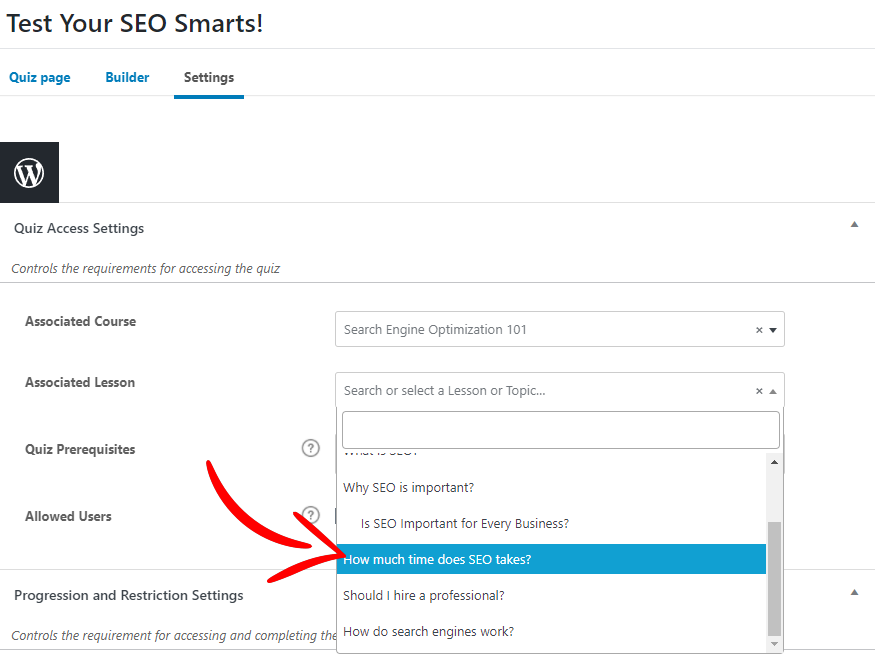 Test Your SEO Smarts!
Quiz page Builder Settings
Quiz Access Settings
Controls the requirements for accessing the quiz
Associated Course
Search Engine Optimization 101
Associated Lesson
Search or select a Lesson or Topic...
Quiz Prerequisites ?
What is SEO?
Why SEO is important?
Allowed Users ?
Is SEO Important for Every Business?
How much time does SEO takes?
Progression and Restriction Settings
Should I hire a professional?
Controls the requirement for accessing and completing the
How do search engines work?